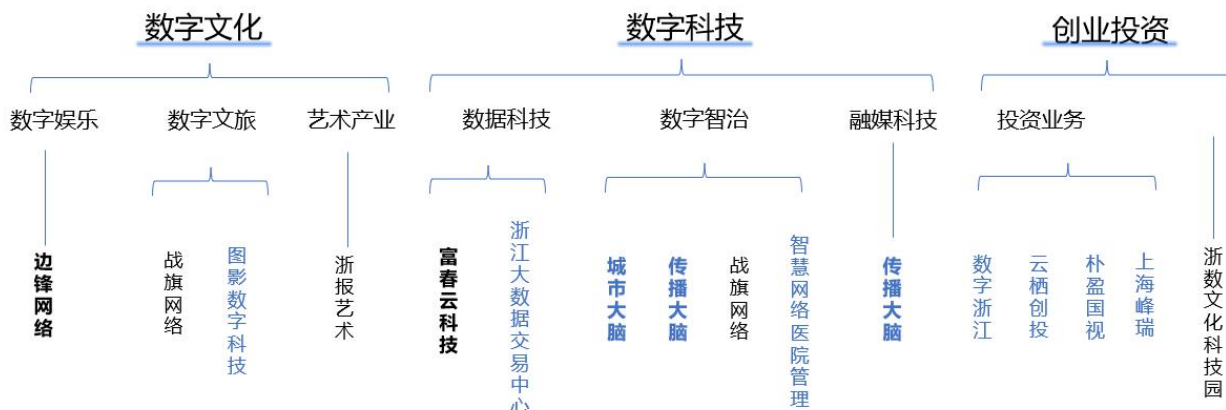 数字文化
数字科技
创业投资
数字娱乐
数字文旅
艺术产业
数据科技
数字智治
融媒科技
投资业务
边锋网络
战旗网络
图影数字科技
浙报艺术
富春云科技
浙江大数据交易中心
城市大脑
传播大脑
战旗网络
智慧网络医院管理
传播大脑
数字浙江
云栖创投
朴盈国视
上海峰瑞
浙数文化科技园